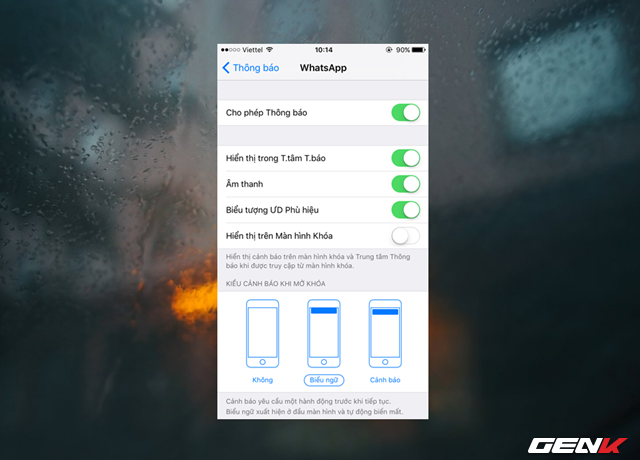 Viettel 10:14 90%
Thông báo WhatsApp
Cho phép Thông báo
Hiển thị trong T.tâm T.báo
Âm thanh
Biểu tượng ƯD Phù hiệu
Hiển thị trên Màn hình Khóa
Hiển thị cảnh báo trên màn hình khóa và Trung tâm Thông
báo khi được truy cập từ màn hình khóa.
KIỂU CẢNH BÁO KHI MỞ KHÓA
Không Biểu ngữ Cảnh báo
Cảnh báo yêu cầu một hành động trước khi tiếp tục.
Biểu ngữ xuất hiện ở đầu màn hình và tự động biến mất.
GENK